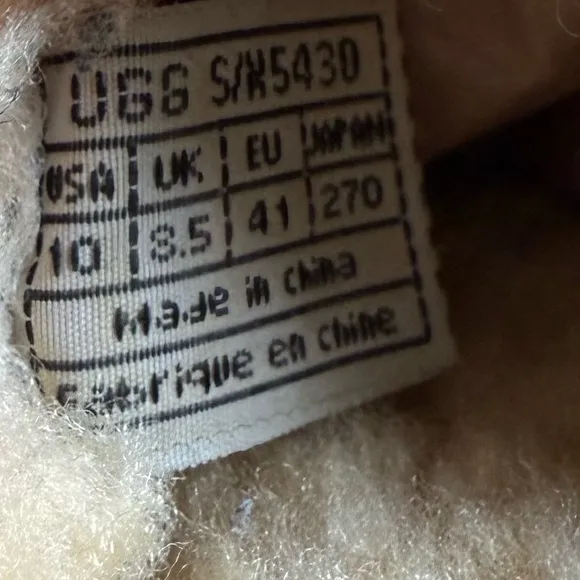 UGG S/N5430
USA UK EU JAPAN
10 8.5 41 270
Made in China
Fabrique en chine